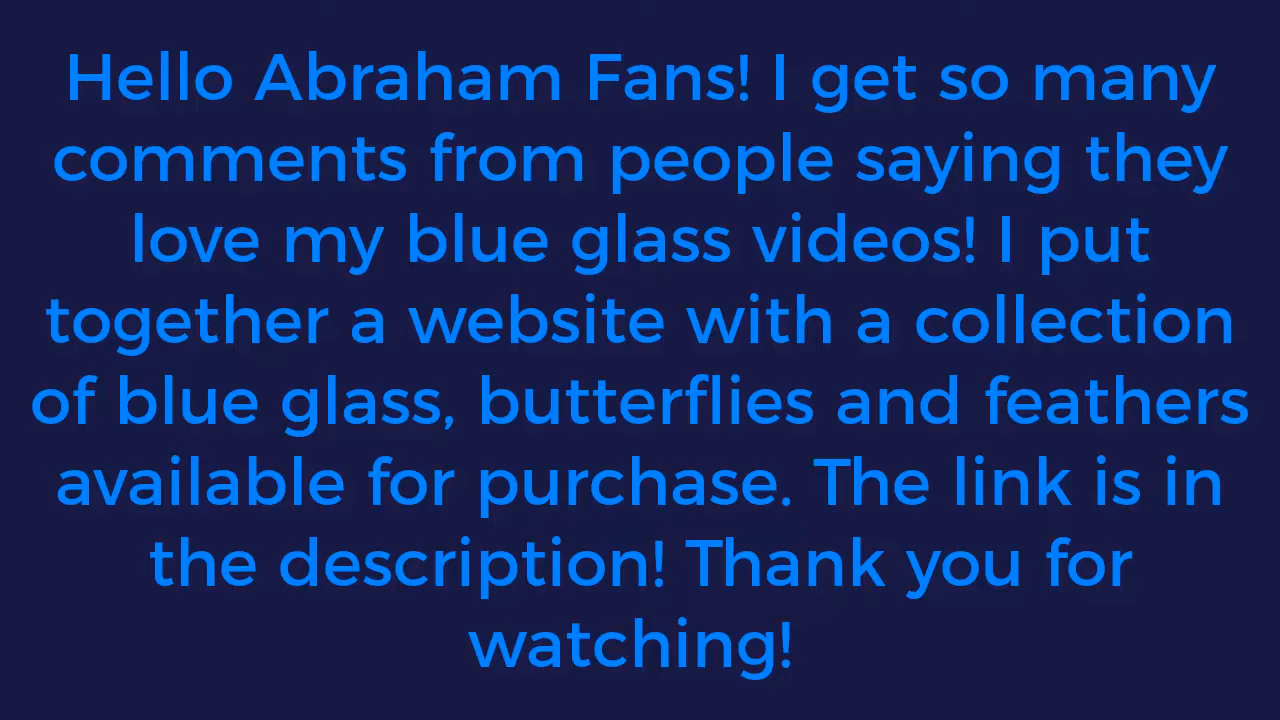 Hello Abraham Fans! I get so many
comments from people saying they
love my blue glass videos! I put
together a website with a collection
of blue glass, butterflies and feathers
available for purchase. The link is in
the description! Thank you for
watching!